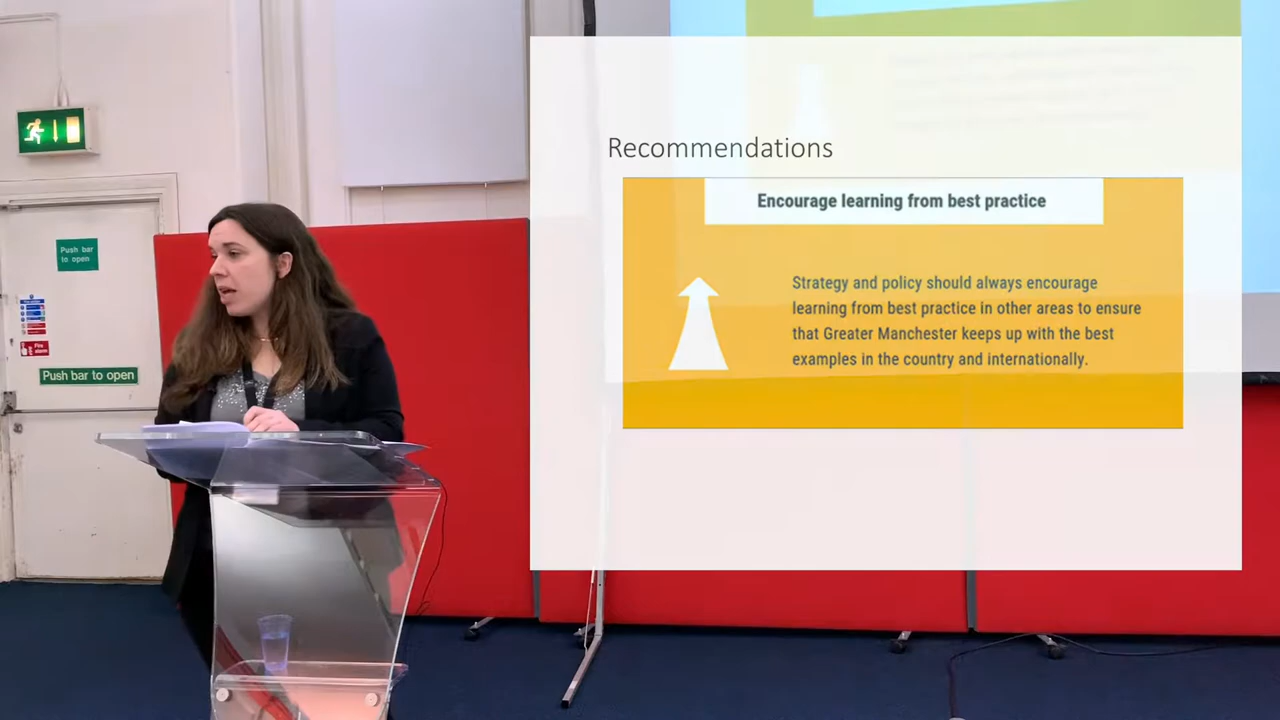 Push bar
to open
Fire
alarm
Push bar to open
Recommendations
Encourage learning from best practice
Strategy and policy should always encourage
learning from best practice in other areas to ensure
that Greater Manchester keeps up with the best
examples in the country and internationally.